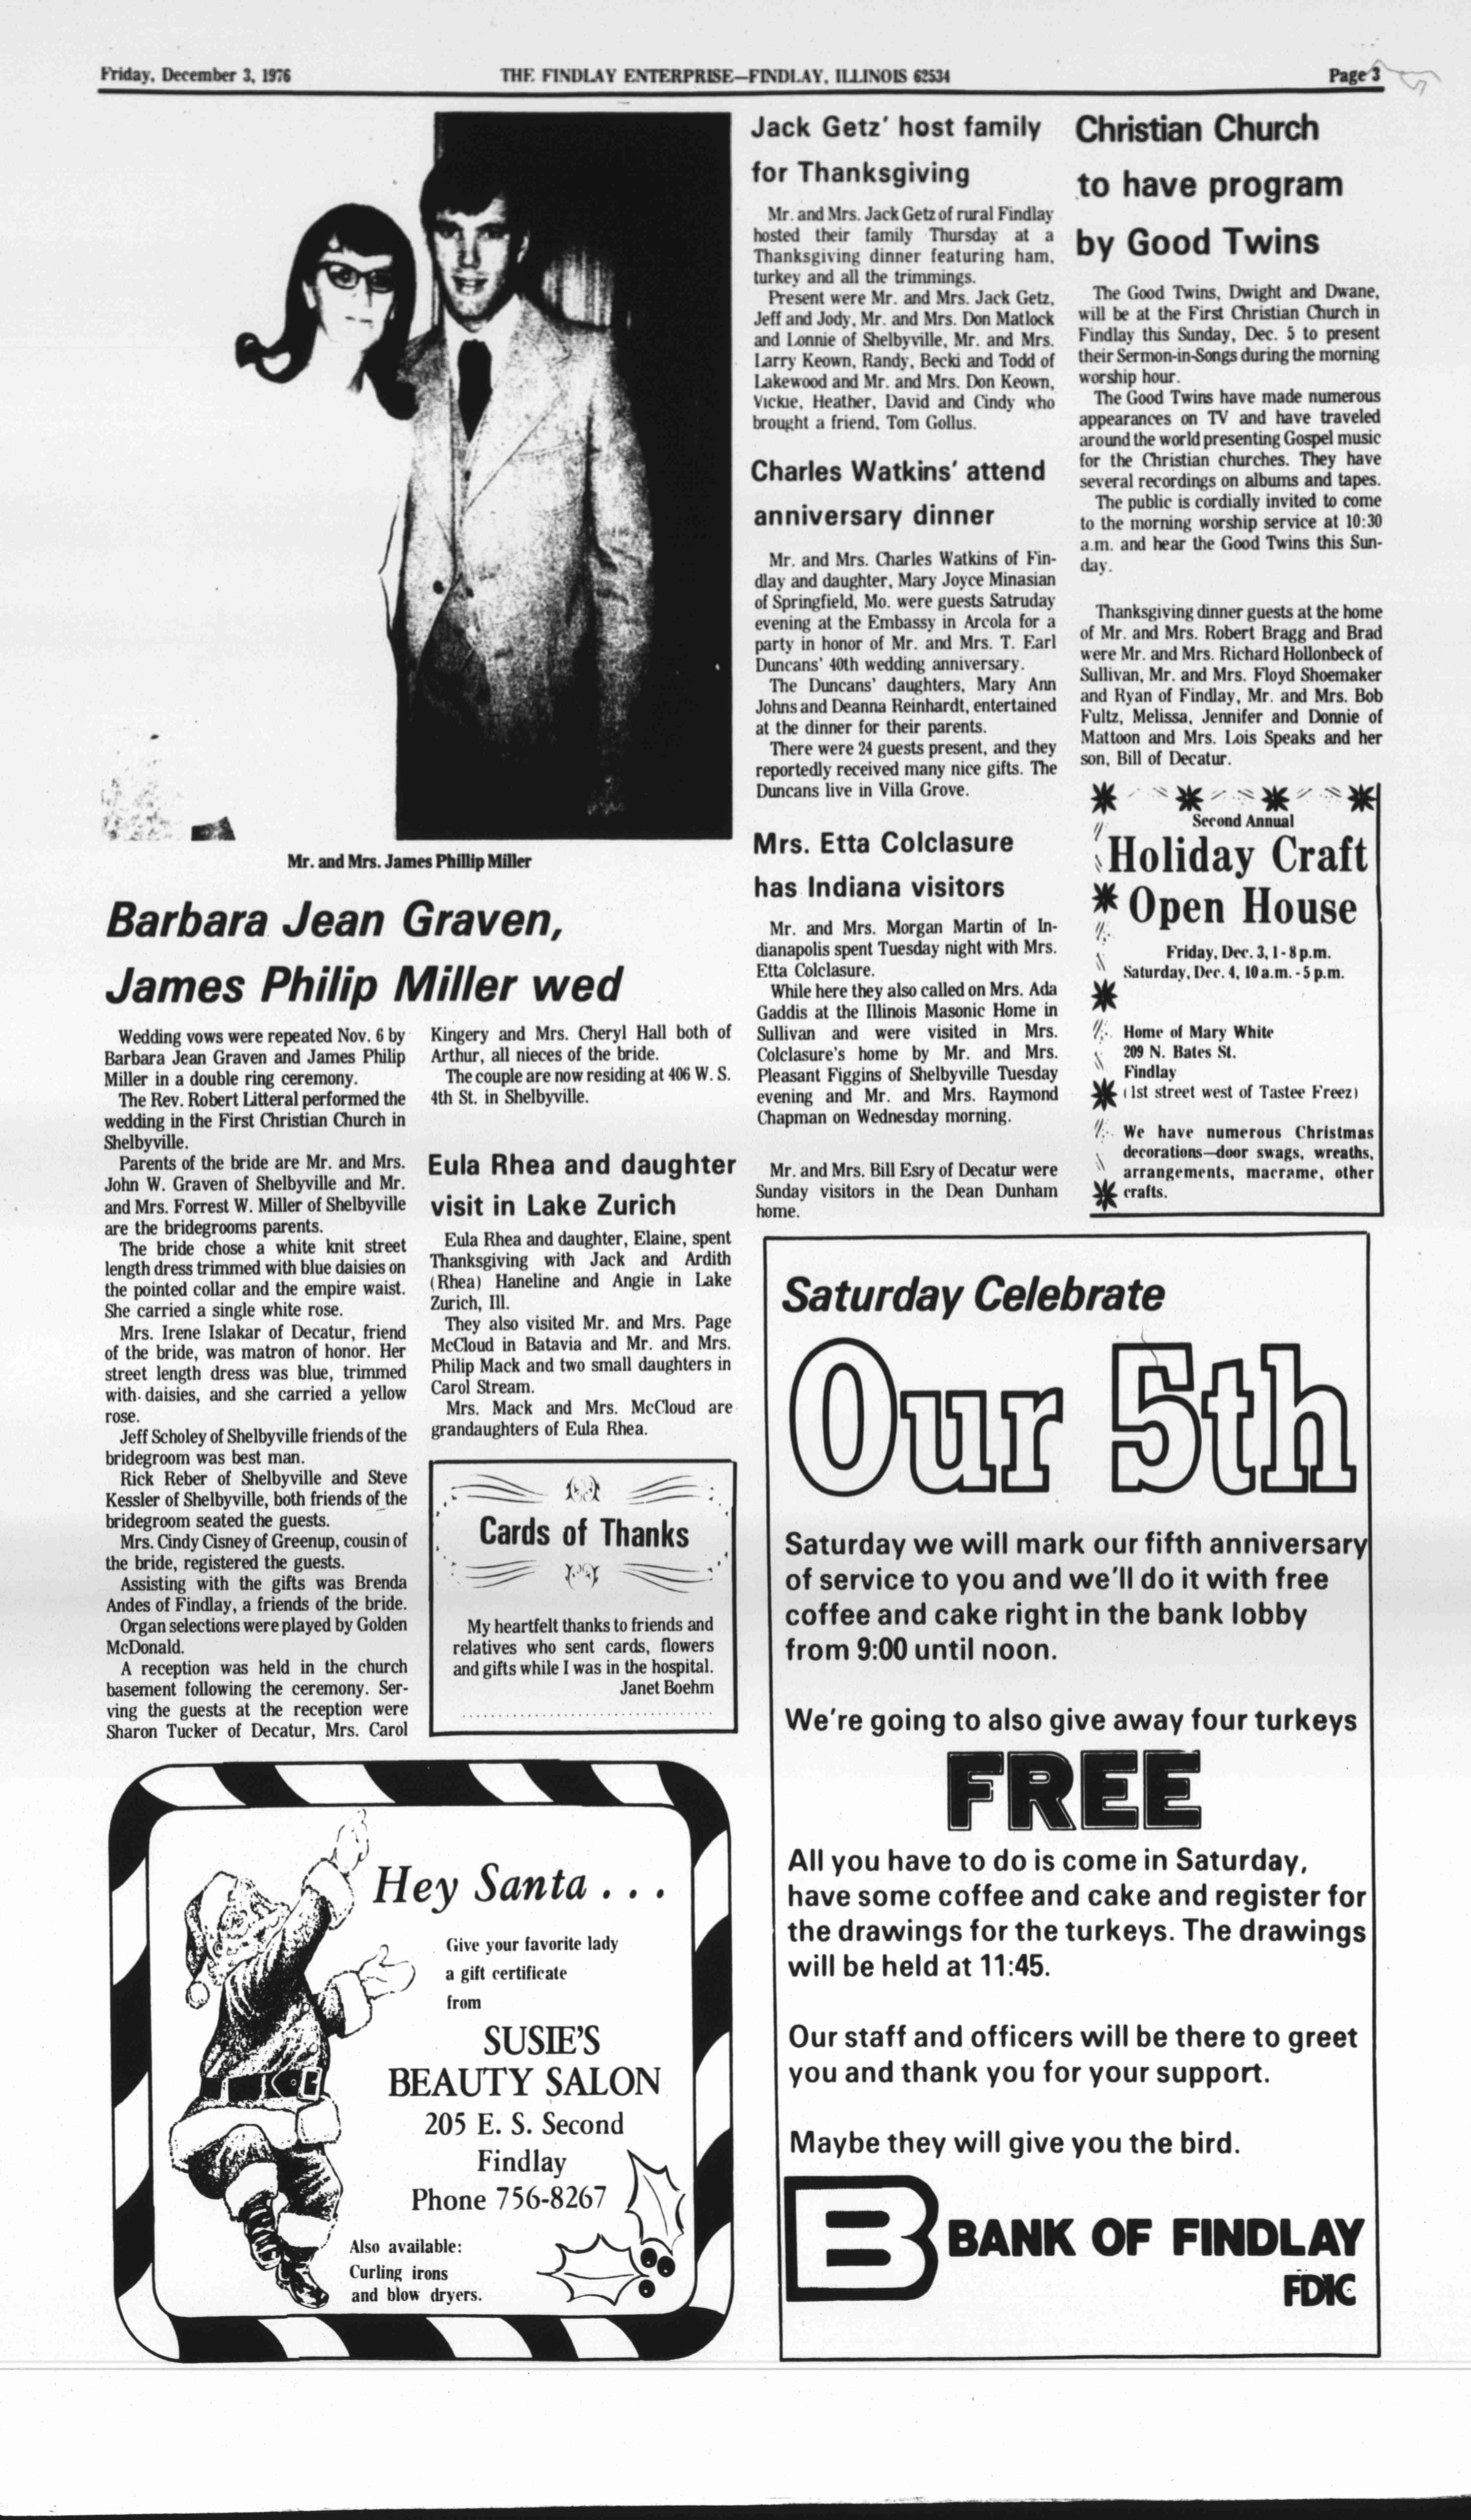 Friday, December 3, 1976
THE FINDLAY ENTERPRISE—FINDLAY, ILLINOIS 62534
Page 3
Mr. and Mrs. James Phillip Miller
Barbara Jean Graven,
James Philip Miller wed
Wedding vows were repeated Nov. 6 by
Barbara Jean Graven and James Philip
Miller in a double ring ceremony.
The Rev. Robert Litteral performed the
wedding in the First Christian Church in
Shelbyville.
Parents of the bride are Mr. and Mrs.
John W. Graven of Shelbyville and Mr.
and Mrs. Forrest W. Miller of Shelbyville
are the bridegrooms parents.
The bride chose a white knit street
length dress trimmed with blue daisies on
the pointed collar and the empire waist.
She carried a single white rose.
Mrs. Irene Islakar of Decatur, friend
of the bride, was matron of honor. Her
street length dress was blue, trimmed
with daisies, and she carried a yellow
rose.
Jeff Scholey of Shelbyville friends of the
bridegroom was best man.
Rick Reber of Shelbyville and Steve
Kessler of Shelbyville, both friends of the
bridegroom seated the guests.
Mrs. Cindy Cisney of Greenup, cousin of
the bride, registered the guests.
Assisting with the gifts was Brenda
Andes of Findlay, a friends of the bride.
Organ selections were played by Golden
McDonald.
A reception was held in the church
basement following the ceremony. Ser-
ving the guests at the reception were
Sharon Tucker of Decatur, Mrs. Carol
Kingery and Mrs. Cheryl Hall both of
Arthur, all nieces of the bride.
The couple are now residing at 406 W. S.
4th St. in Shelbyville.
Eula Rhea and daughter
visit in Lake Zurich
Eula Rhea and daughter, Elaine, spent
Thanksgiving with Jack and Ardith
(Rhea) Haneline and Angie in Lake
Zurich, Ill.
They also visited Mr. and Mrs. Page
McCloud in Batavia and Mr. and Mrs.
Philip Mack and two small daughters in
Carol Stream.
Mrs. Mack and Mrs. McCloud are
grandaughters of Eula Rhea.
Cards of Thanks
My heartfelt thanks to friends and
relatives who sent cards, flowers
and gifts while I was in the hospital.
Janet Boehm
Hey Santa . . .
Give your favorite lady
a gift certificate
from
SUSIE'S
BEAUTY SALON
205 E. S. Second
Findlay
Phone 756-8267
Also available:
Curling irons
and blow dryers.
Jack Getz' host family
for Thanksgiving
Mr. and Mrs. Jack Getz of rural Findlay
hosted their family Thursday at a
Thanksgiving dinner featuring ham,
turkey and all the trimmings.
Present were Mr. and Mrs. Jack Getz,
Jeff and Jody, Mr. and Mrs. Don Matlock
and Lonnie of Shelbyville, Mr. and Mrs.
Larry Keown, Randy, Becki and Todd of
Lakewood and Mr. and Mrs. Don Keown,
Vickie, Heather, David and Cindy who
brought a friend, Tom Gollus.
Charles Watkins' attend
anniversary dinner
Mr. and Mrs. Charles Watkins of Fin-
dlay and daughter, Mary Joyce Minasian
of Springfield, Mo. were guests Satruday
evening at the Embassy in Arcola for a
party in honor of Mr. and Mrs. T. Earl
Duncans' 40th wedding anniversary.
The Duncans' daughters, Mary Ann
Johns and Deanna Reinhardt, entertained
at the dinner for their parents.
There were 24 guests present, and they
reportedly received many nice gifts. The
Duncans live in Villa Grove.
Mrs. Etta Colclasure
has Indiana visitors
Mr. and Mrs. Morgan Martin of In-
dianapolis spent Tuesday night with Mrs.
Etta Colclasure.
While here they also called on Mrs. Ada
Gaddis at the Illinois Masonic Home in
Sullivan and were visited in Mrs.
Colclasure's home by Mr. and Mrs.
Pleasant Figgins of Shelbyville Tuesday
evening and Mr. and Mrs. Raymond
Chapman on Wednesday morning.
Mr. and Mrs. Bill Esry of Decatur were
Sunday visitors in the Dean Dunham
home.
Christian Church
to have program
by Good Twins
The Good Twins, Dwight and Dwane,
will be at the First Christian Church in
Findlay this Sunday, Dec. 5 to present
their Sermon-in-Songs during the morning
worship hour.
The Good Twins have made numerous
appearances on TV and have traveled
around the world presenting Gospel music
for the Christian churches. They have
several recordings on albums and tapes.
The public is cordially invited to come
to the morning worship service at 10:30
a.m. and hear the Good Twins this Sun-
day.
Thanksgiving dinner guests at the home
of Mr. and Mrs. Robert Bragg and Brad
were Mr. and Mrs. Richard Hollonbeck of
Sullivan, Mr. and Mrs. Floyd Shoemaker
and Ryan of Findlay, Mr. and Mrs. Bob
Fultz, Melissa, Jennifer and Donnie of
Mattoon and Mrs. Lois Speaks and her
son, Bill of Decatur.
Second Annual
Holiday Craft
Open House
Friday, Dec. 3, 1 - 8 p.m.
Saturday, Dec. 4, 10 a.m. - 5 p.m.
Home of Mary White
209 N. Bates St.
Findlay
(1st street west of Tastee Freez)
We have numerous Christmas
decorations—door swags, wreaths,
arrangements, macrame, other
crafts.
Saturday Celebrate
Our 5th
Saturday we will mark our fifth anniversary
of service to you and we'll do it with free
coffee and cake right in the bank lobby
from 9:00 until noon.
We're going to also give away four turkeys
FREE
All you have to do is come in Saturday,
have some coffee and cake and register for
the drawings for the turkeys. The drawings
will be held at 11:45.
Our staff and officers will be there to greet
you and thank you for your support.
Maybe they will give you the bird.
B BANK OF FINDLAY
FDIC